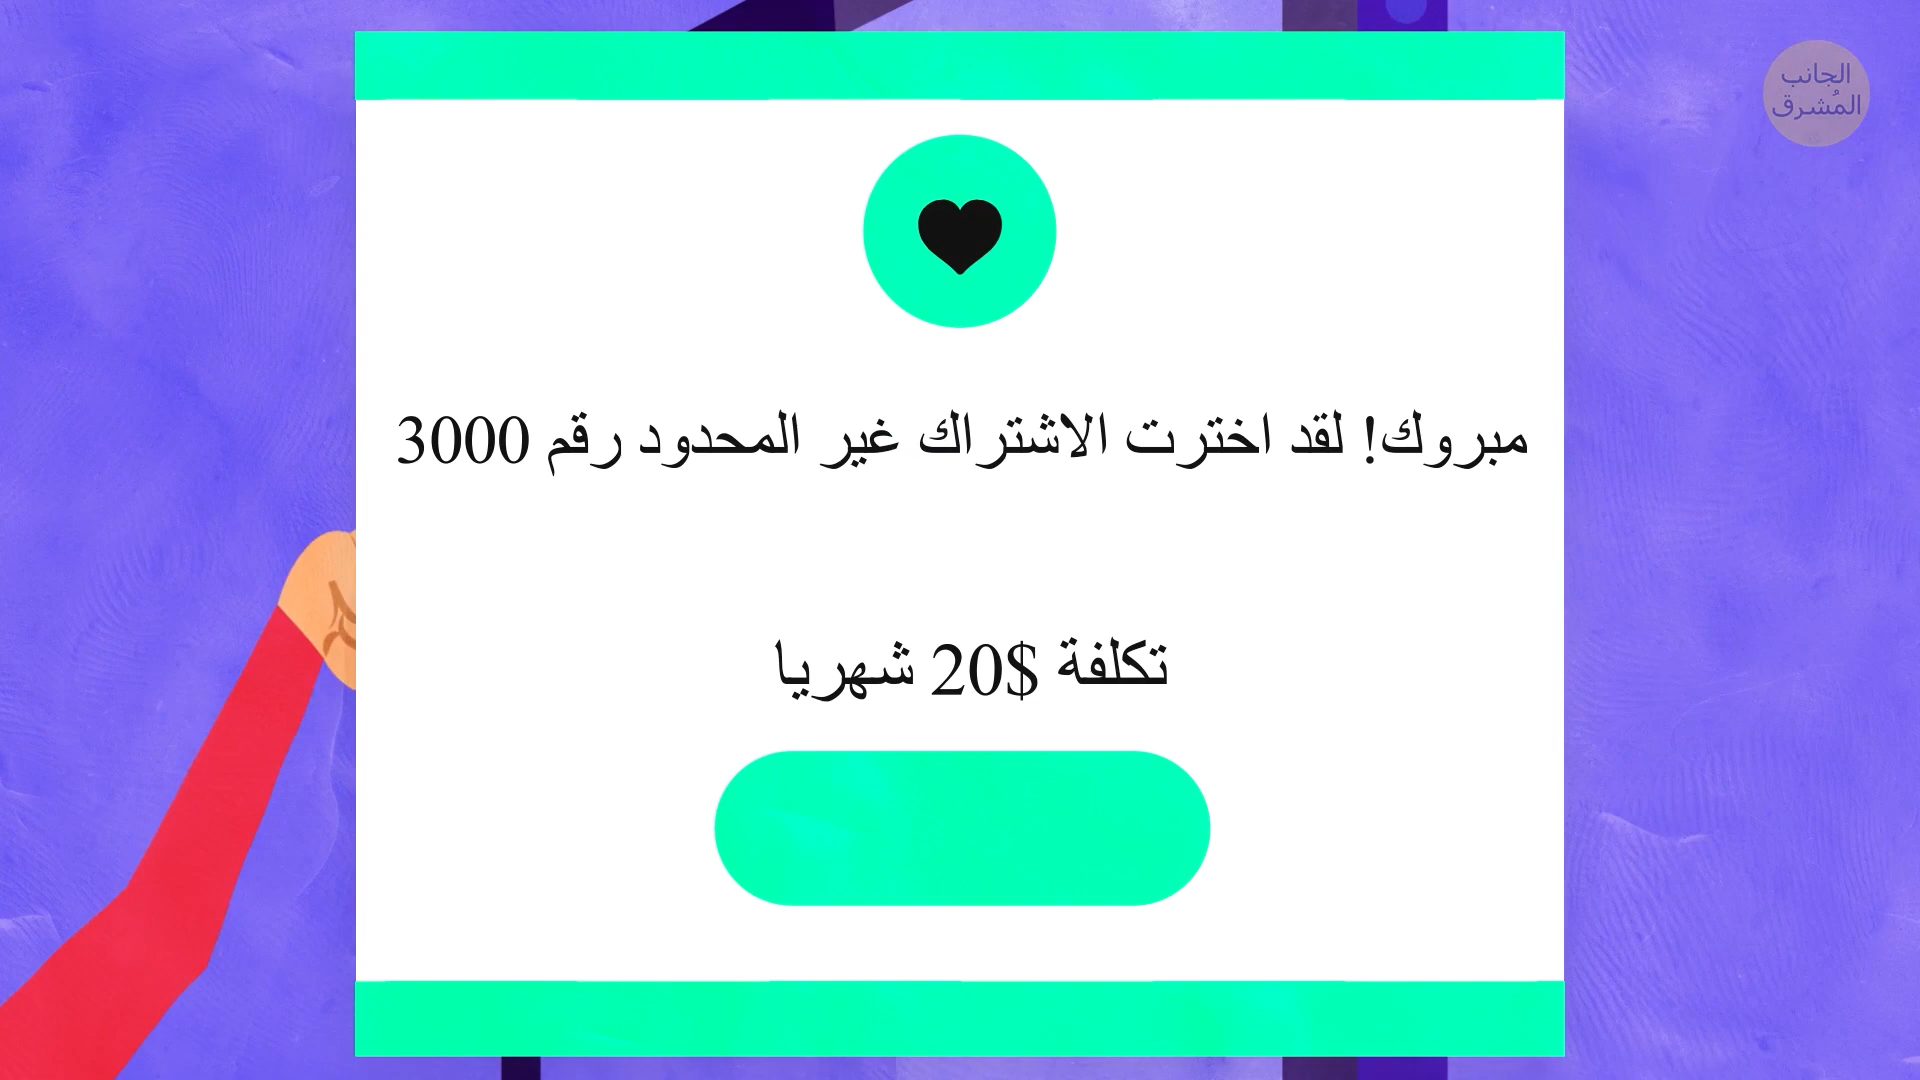 الجانب
المُشرق
مبروك! لقد اخترت الاشتراك غير المحدود رقم 3000
تكلفة $20 شهريا